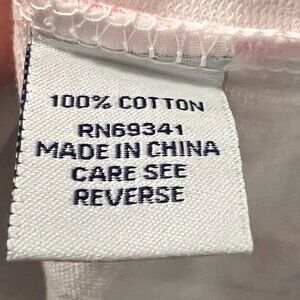 100% COTTON
RN69341
MADE IN CHINA
CARE SEE
REVERSE